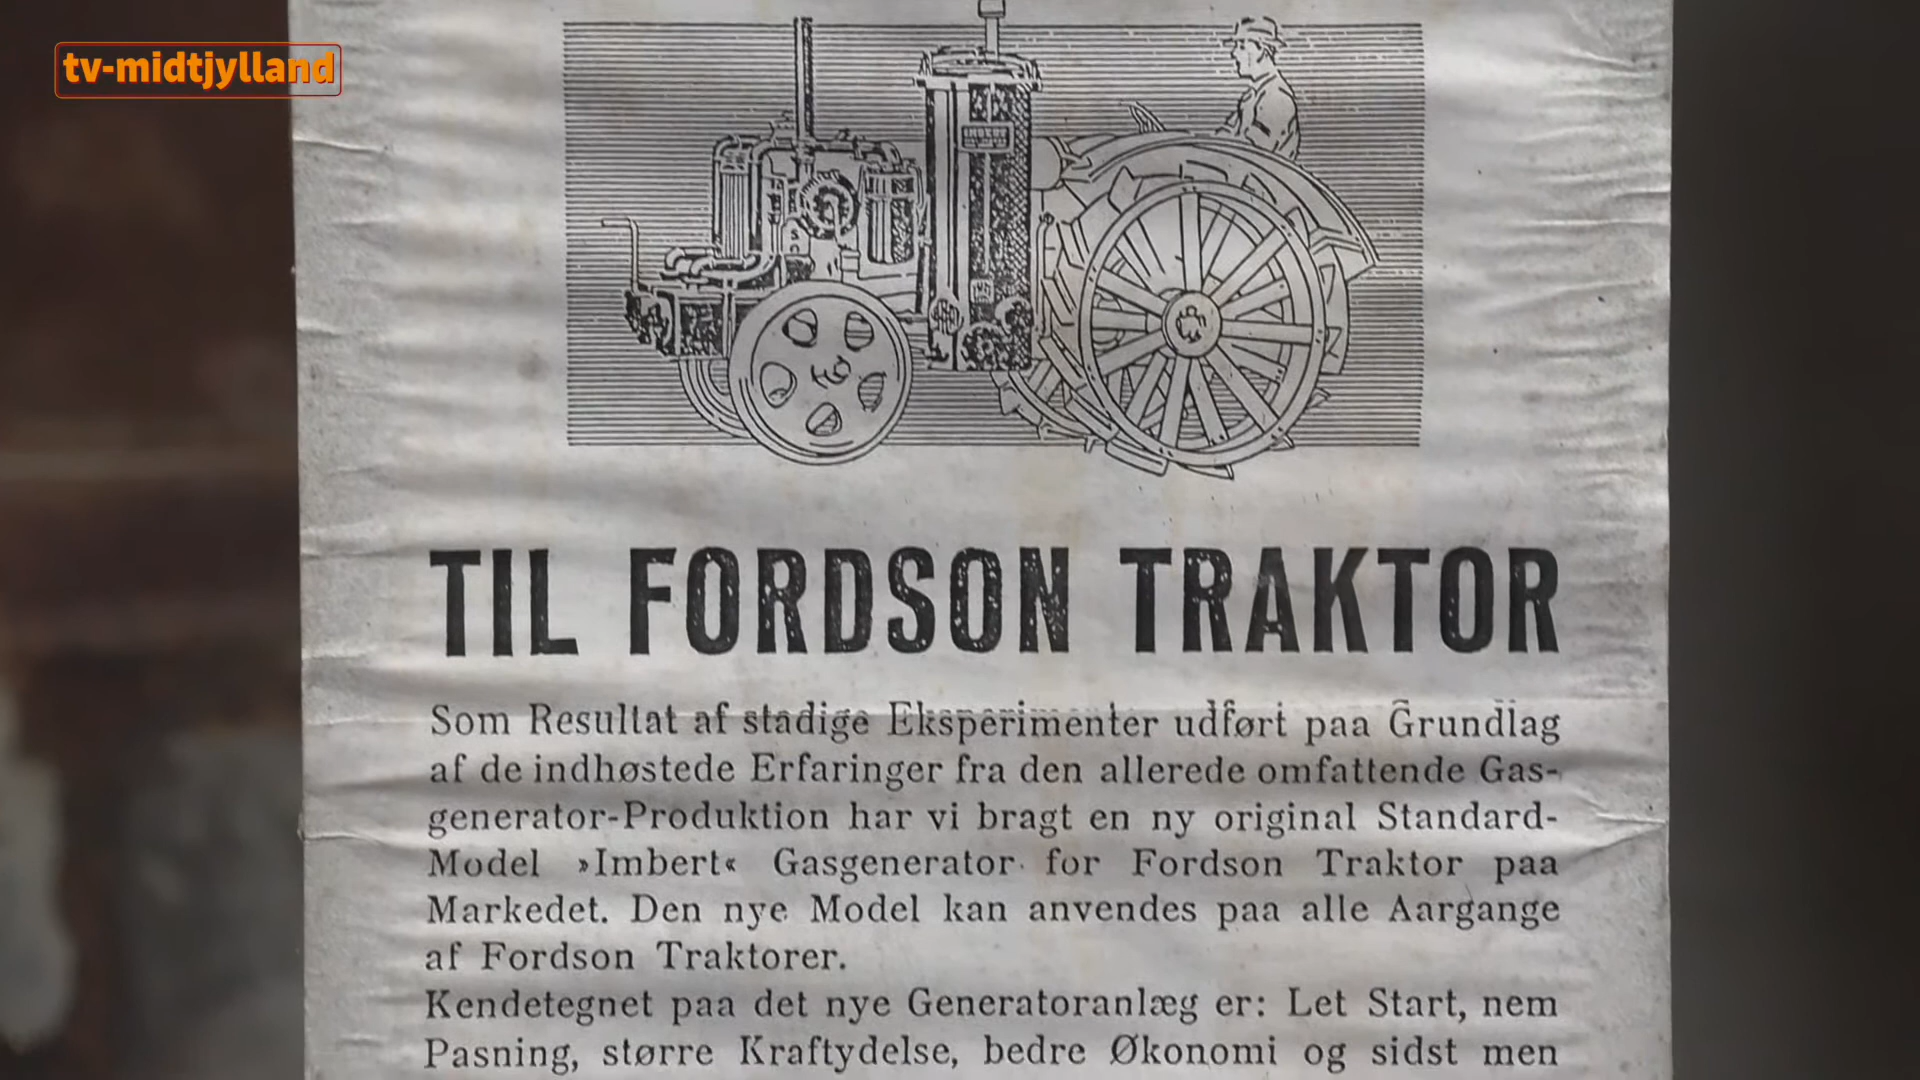 tv-midtjylland
TIL FORDSON TRAKTOR
Som Resultat af stadige Eksperimenter udført paa Grundlag
af de indhøstede Erfaringer fra den allerede omfattende Gas-
generator-Produktion har vi bragt en ny original Standard-
Model »Imbert« Gasgenerator for Fordson Traktor paa
Markedet. Den nye Model kan anvendes paa alle Aargange
af Fordson Traktorer.
Kendetegnet paa det nye Generatoranlæg er: Let Start, nem
Pasning, større Kraftydelse, bedre Økonomi og sidst men